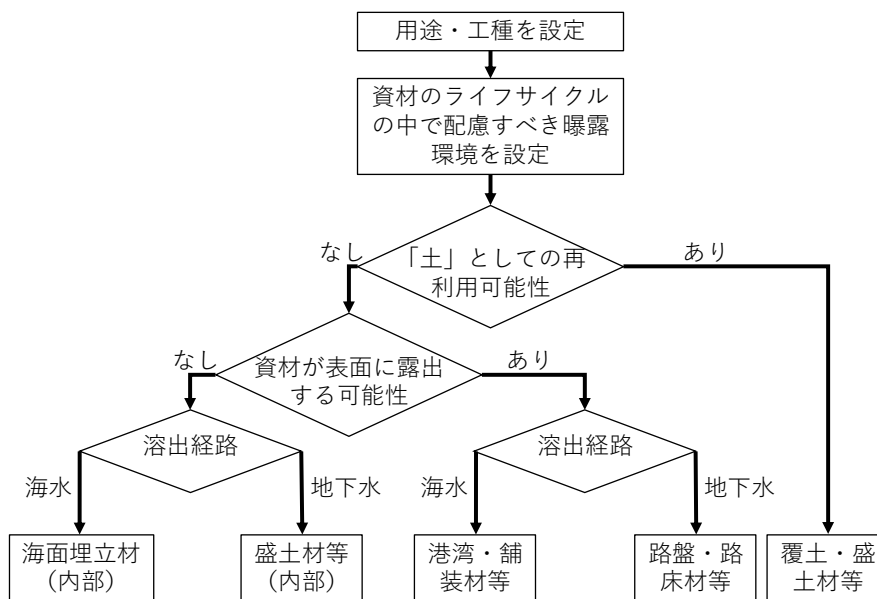 用途・工種を設定
資材のライフサイクル
の中で配慮すべき曝露
環境を設定
なし
「土」としての再
利用可能性
あり
なし
資材が表面に露出
する可能性
あり
溶出経路
溶出経路
海水
地下水
海水
地下水
海面埋立材
(内部)
盛土材等
(内部)
港湾・舗
装材等
路盤・路
床材等
覆土・盛
土材等